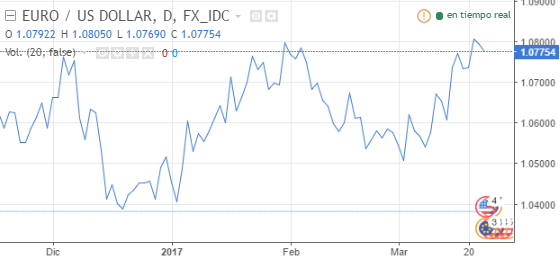 EURO / US DOLLAR, D, FX_IDC
en tiempo real
O 1.07922 H 1.08050 L 1.07690 C 1.07754
Vol. (20, false)
0 0
1.09000
1.08000
1.07754
1.07000
1.06000
1.05000
1.04000
4
3
Dic 2017 Feb Mar 20